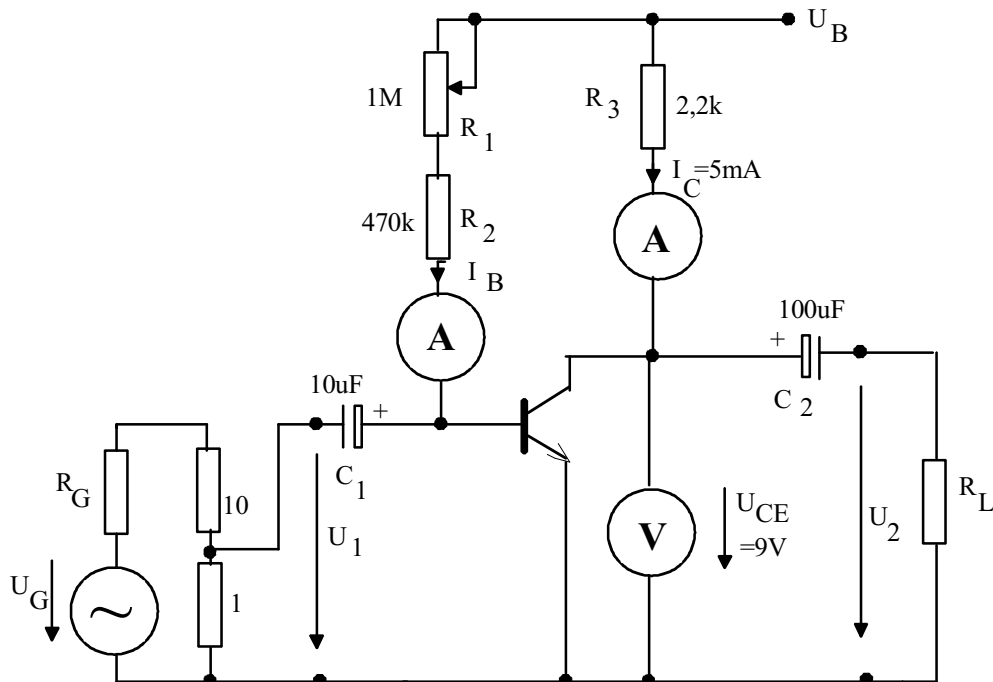 U B
1M
R 1
R 3
2,2k
I C =5mA
A
470k
R 2
I B
A
10uF
+
C 1
100uF
+
C 2
R G
10
U 1
V
U CE
=9V
U 2
R L
U G
~
1